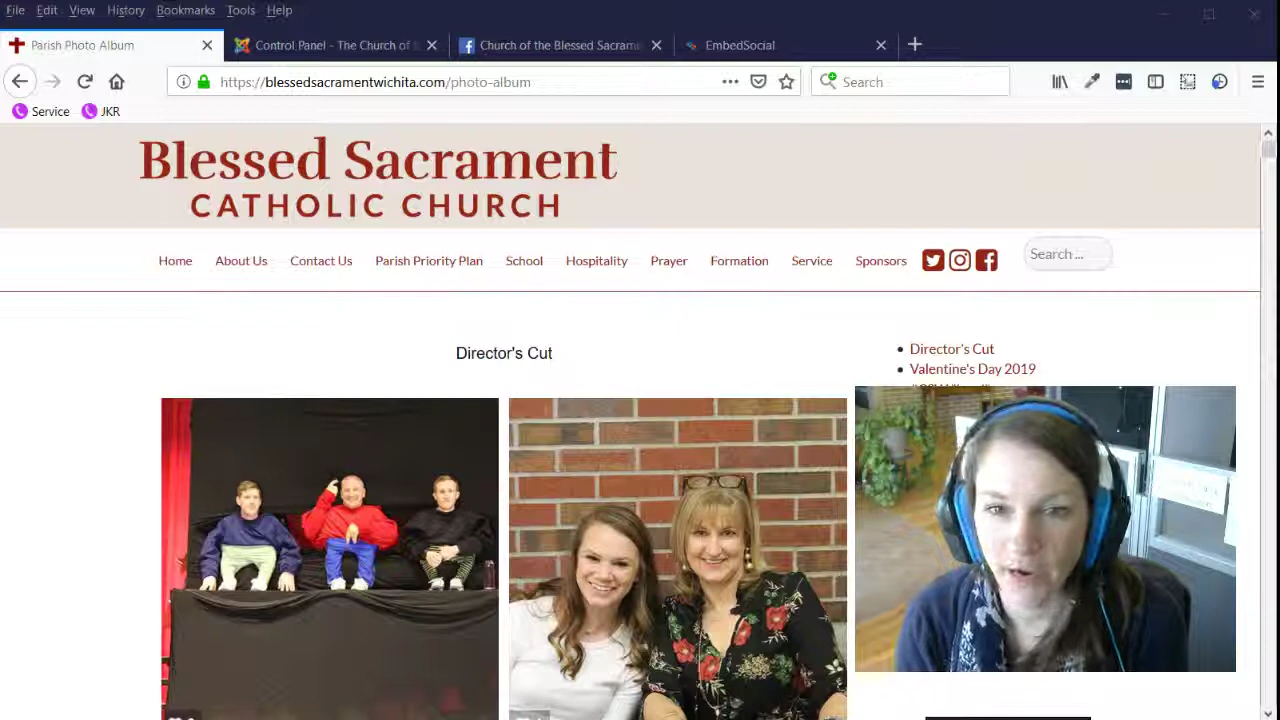 File Edit View History Bookmarks Tools Help
Parish Photo Album
Control Panel - The Church of
Church of the Blessed Sacrame
EmbedSocial
https://blessedsacramentwichita.com/photo-album
Search
Service JKR
Blessed Sacrament
CATHOLIC CHURCH
Home About Us Contact Us Parish Priority Plan School Hospitality Prayer Formation Service Sponsors
Search ...
Director's Cut
Director's Cut
Valentine's Day 2019